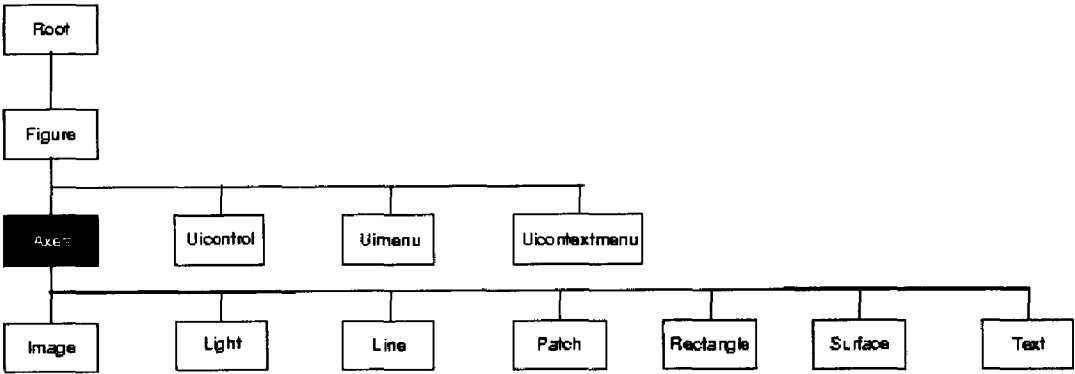 Root
Figure
Axes
Uicontrol
Uimenu
Uicontextmenu
Image
Light
Line
Patch
Rectangle
Surface
Text